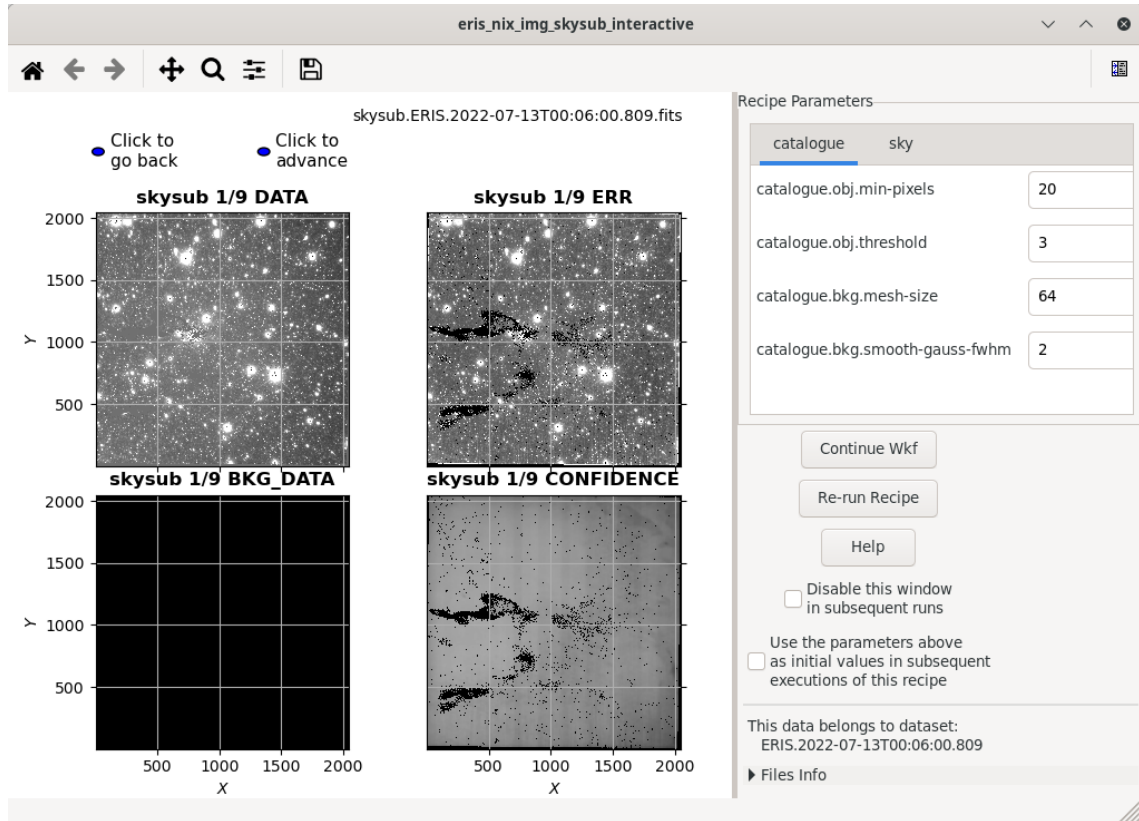 eris_nix_img_skysub_interactive
skysub.ERIS.2022-07-13T00:06:00.809.fits
Click to
go back
Click to
advance
skysub 1/9 DATA
skysub 1/9 ERR
2000
1500
1000
500
Y
skysub 1/9 BKG_DATA
skysub 1/9 CONFIDENCE
2000
1500
1000
500
Y
500 1000 1500 2000
X
500 1000 1500 2000
X
Recipe Parameters
catalogue sky
catalogue.obj.min-pixels 20
catalogue.obj.threshold 3
catalogue.bkg.mesh-size 64
catalogue.bkg.smooth-gauss-fwhm 2
Continue Wkf
Re-run Recipe
Help
Disable this window
in subsequent runs
Use the parameters above
as initial values in subsequent
executions of this recipe
This data belongs to dataset:
ERIS.2022-07-13T00:06:00.809
Files Info